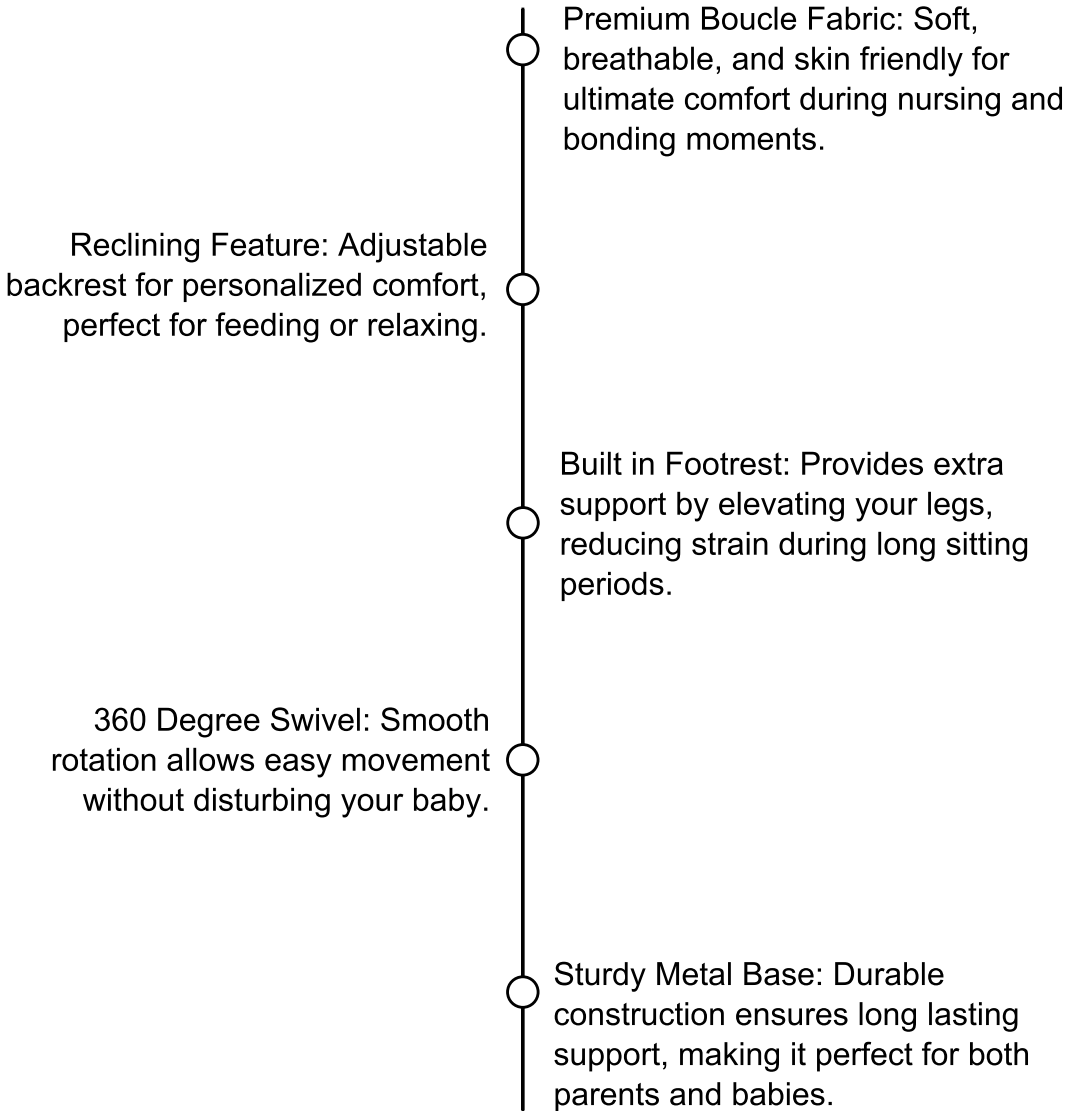 Premium Boucle Fabric: Soft,
breathable, and skin friendly for
ultimate comfort during nursing and
bonding moments.
Reclining Feature: Adjustable
backrest for personalized comfort,
perfect for feeding or relaxing.
Built in Footrest: Provides extra
support by elevating your legs,
reducing strain during long sitting
periods.
360 Degree Swivel: Smooth
rotation allows easy movement
without disturbing your baby.
Sturdy Metal Base: Durable
construction ensures long lasting
support, making it perfect for both
parents and babies.